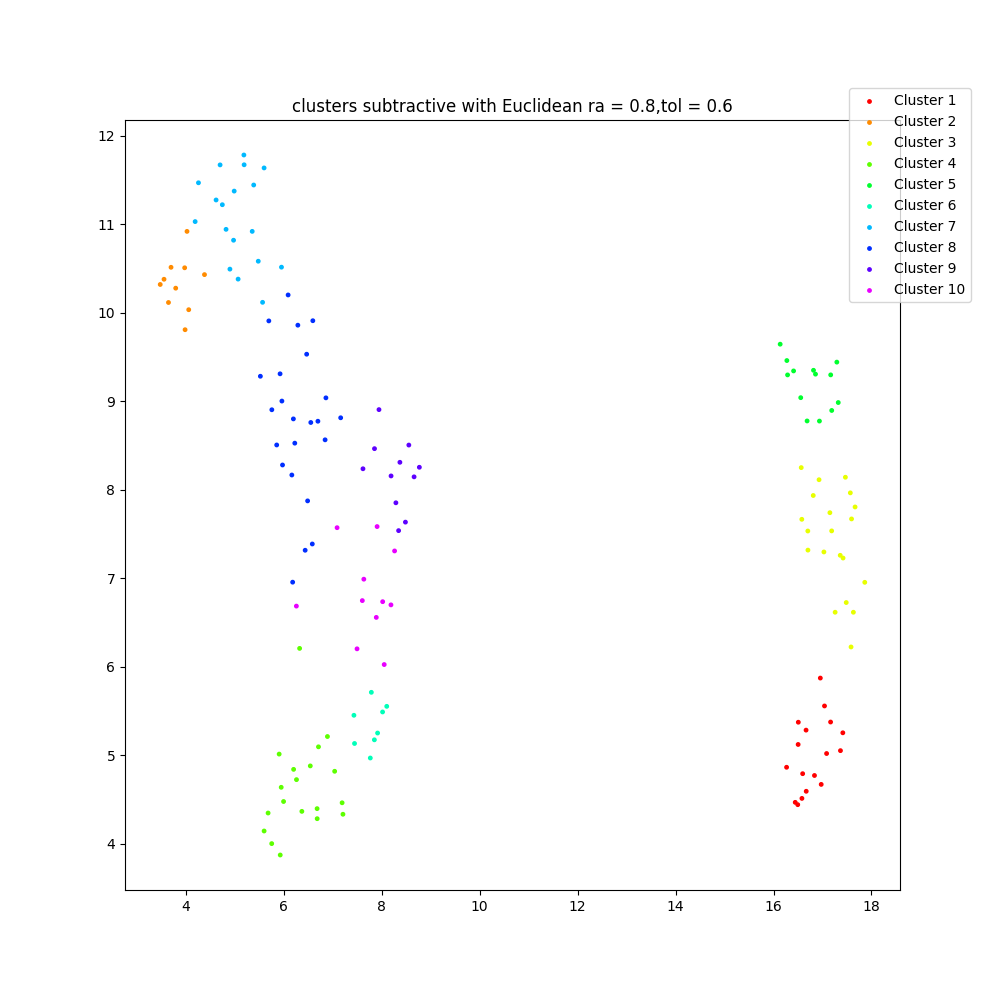 clusters subtractive with Euclidean ra = 0.8,tol = 0.6
Cluster 1
Cluster 2
Cluster 3
Cluster 4
Cluster 5
Cluster 6
Cluster 7
Cluster 8
Cluster 9
Cluster 10
12
11
10
9
8
7
6
5
4
4 6 8 10 12 14 16 18